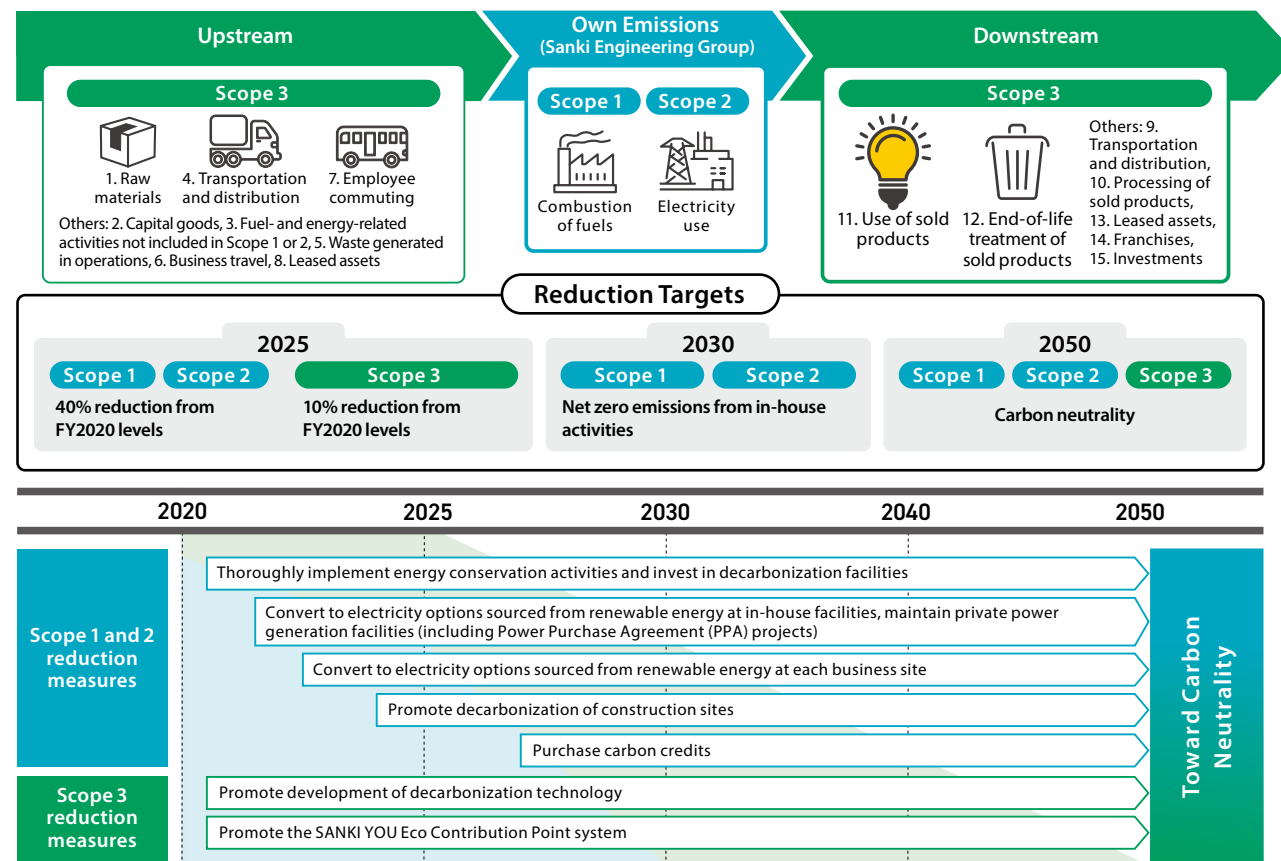 Upstream
Own Emissions
(Sanki Engineering Group)
Downstream
Scope 3
1. Raw
materials
4. Transportation
and distribution
7. Employee
commuting
Others: 2. Capital goods, 3. Fuel- and energy-related
activities not included in Scope 1 or 2, 5. Waste generated
in operations, 6. Business travel, 8. Leased assets
Scope 1
Scope 2
Combustion
of fuels
Electricity
use
Scope 3
11. Use of sold
products
12. End-of-life
treatment of
sold products
Others: 9.
Transportation
and distribution,
10. Processing of
sold products,
13. Leased assets,
14. Franchises,
15. Investments
Reduction Targets
2025
Scope 1
Scope 2
Scope 3
40% reduction from
FY2020 levels
10% reduction from
FY2020 levels
2030
Scope 1
Scope 2
Net zero emissions from in-house
activities
2050
Scope 1
Scope 2
Scope 3
Carbon neutrality
2020
2025
2030
2040
2050
Scope 1 and 2
reduction
measures
Thoroughly implement energy conservation activities and invest in decarbonization facilities
Convert to electricity options sourced from renewable energy at in-house facilities, maintain private power
generation facilities (including Power Purchase Agreement (PPA) projects)
Convert to electricity options sourced from renewable energy at each business site
Promote decarbonization of construction sites
Purchase carbon credits
Scope 3
reduction
measures
Promote development of decarbonization technology
Promote the SANKI YOU Eco Contribution Point system
Toward Carbon
Neutrality